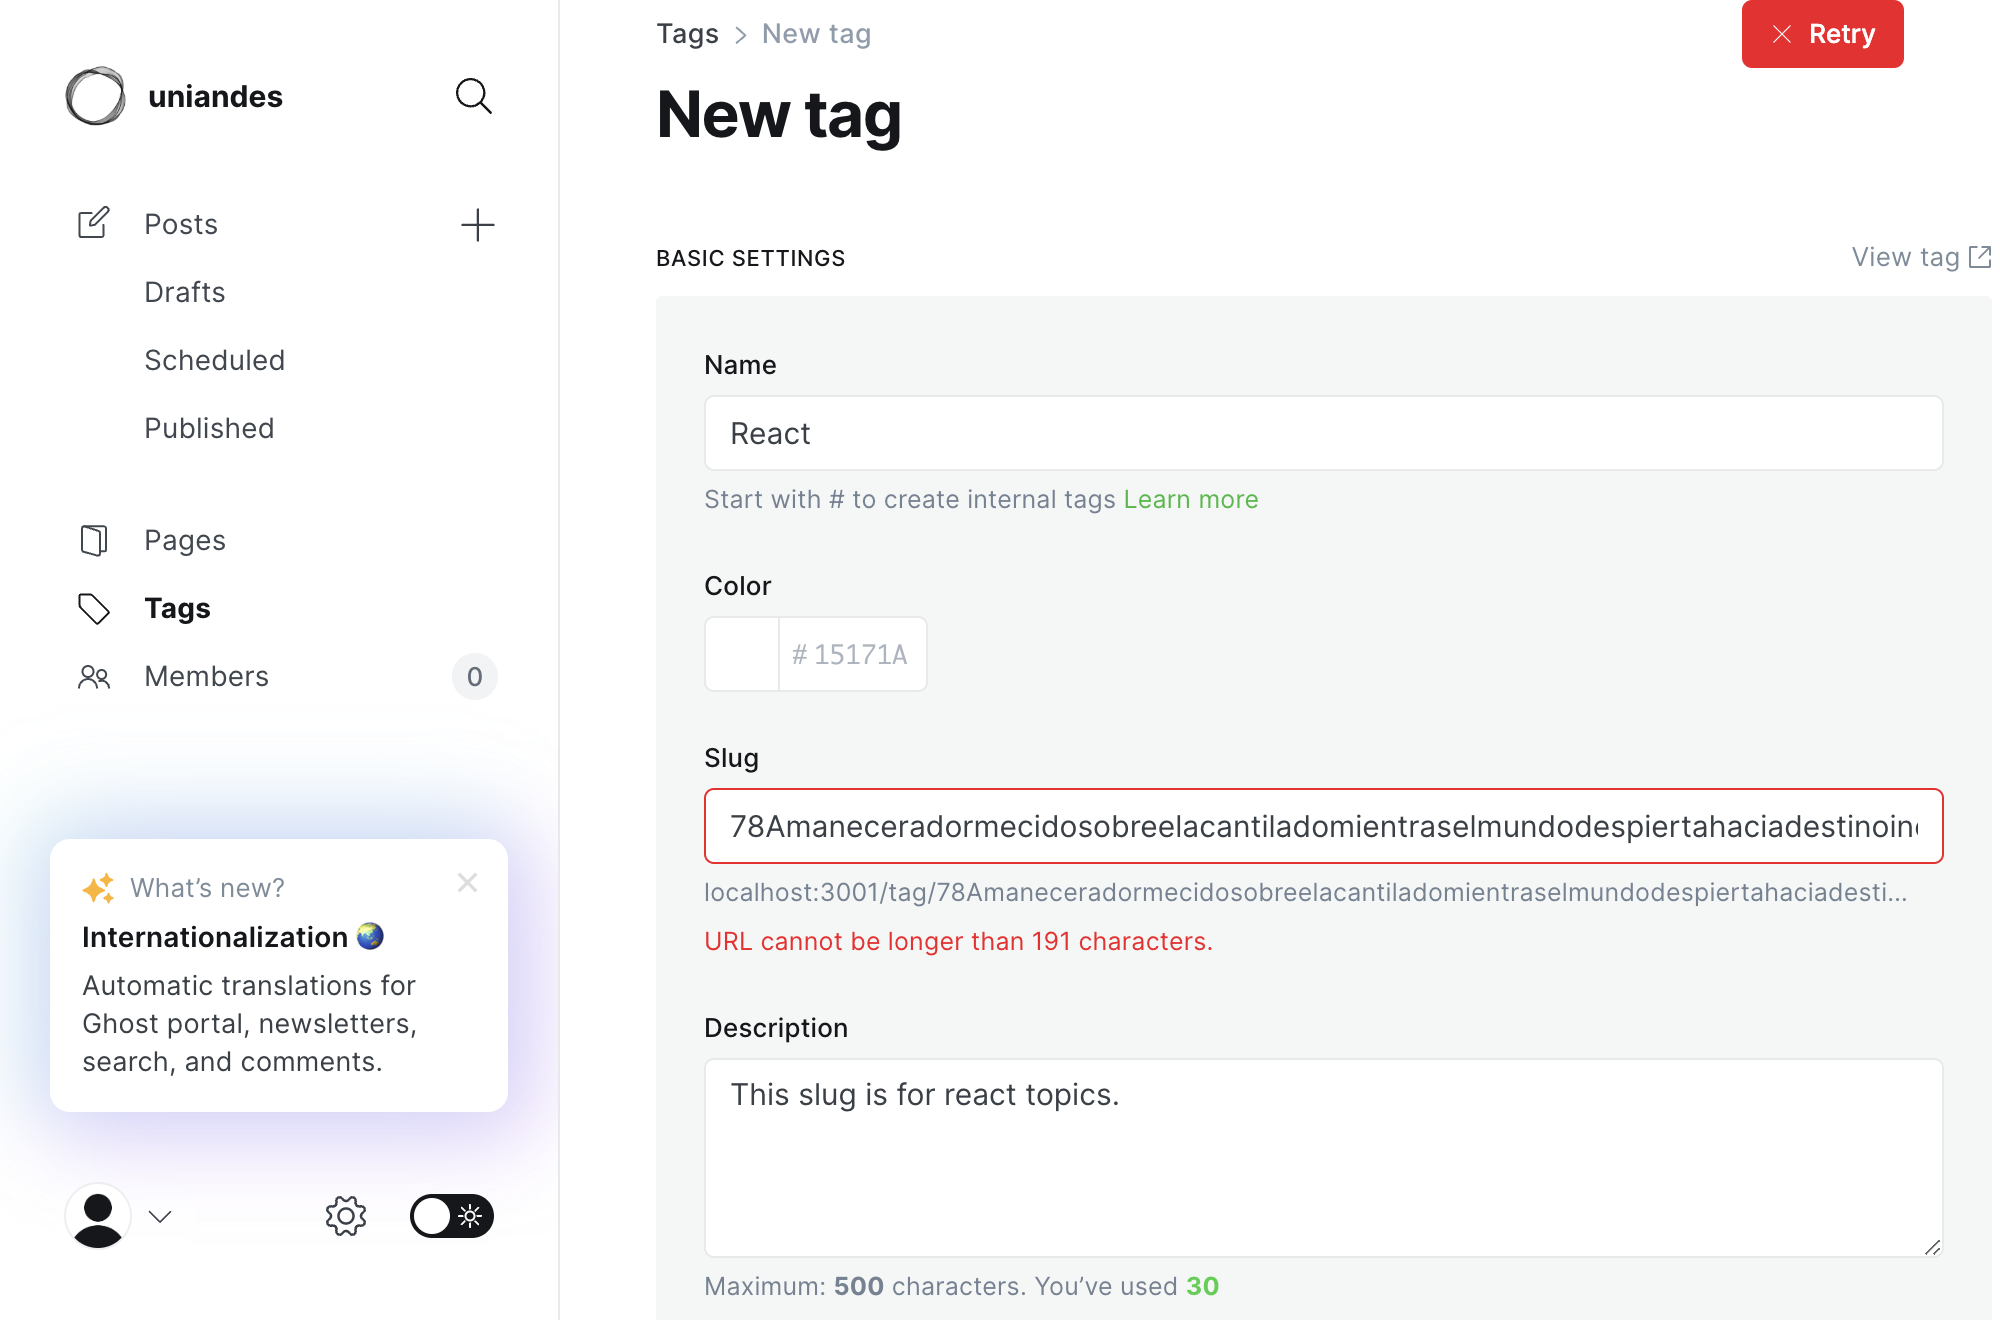 uniandes
Posts
Drafts
Scheduled
Published
Pages
Tags
Members
0
What's new?
Internationalization
Automatic translations for
Ghost portal, newsletters,
search, and comments.
Tags > New tag
Retry
New tag
BASIC SETTINGS
View tag
Name
React
Start with # to create internal tags Learn more
Color
# 15171A
Slug
78Amaneceradormecidosobreelacantiladomientraselmundodespiertahaciadestinoin
localhost:3001/tag/78Amaneceradormecidosobreelacantiladomientraselmundodespiertahaciadesti...
URL cannot be longer than 191 characters.
Description
This slug is for react topics.
Maximum: 500 characters. You've used 30